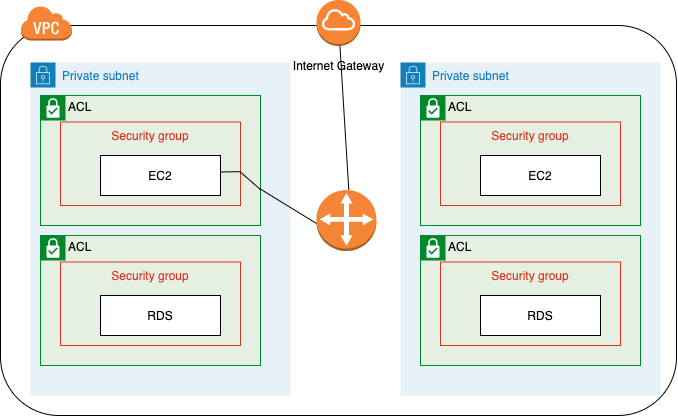 VPC
Internet Gateway
Private subnet
ACL
Security group
EC2
ACL
Security group
RDS
Private subnet
ACL
Security group
EC2
ACL
Security group
RDS